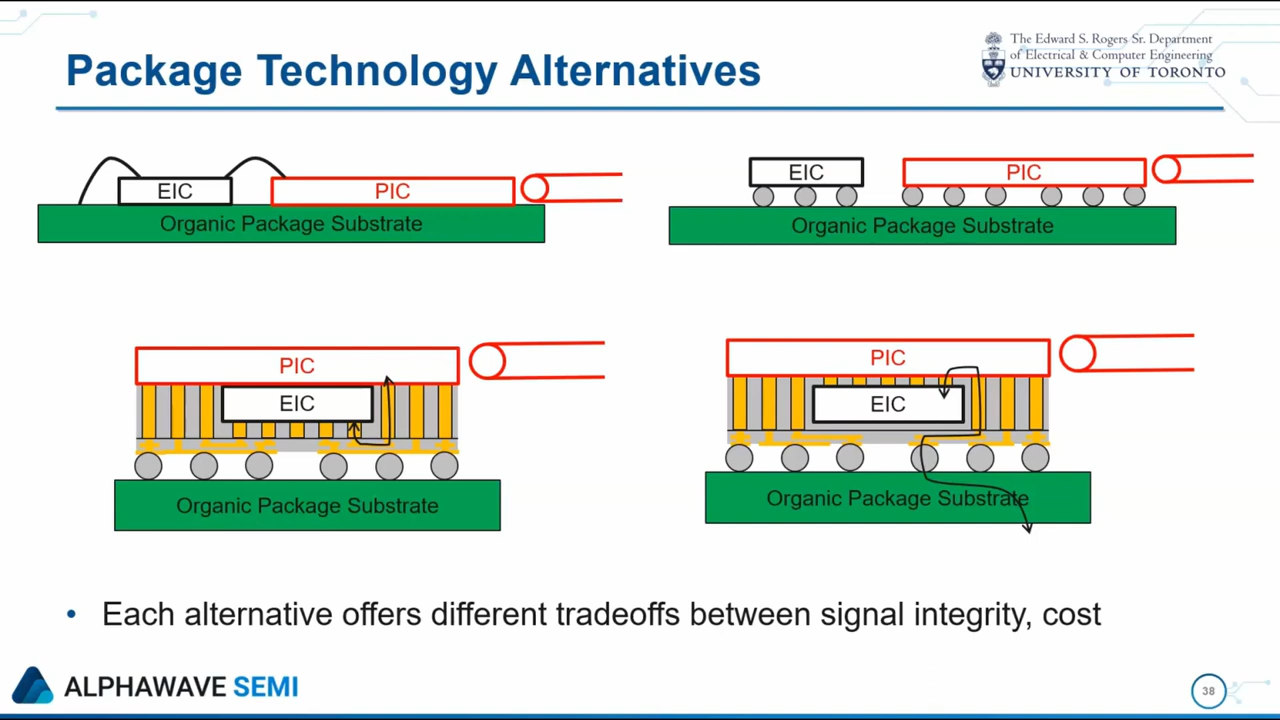 Package Technology Alternatives
The Edward S. Rogers Sr. Department
of Electrical & Computer Engineering
UNIVERSITY OF TORONTO
EIC
PIC
Organic Package Substrate
EIC
PIC
Organic Package Substrate
PIC
EIC
Organic Package Substrate
PIC
EIC
Organic Package Substrate
• Each alternative offers different tradeoffs between signal integrity, cost
ALPHAWAVE SEMI
38